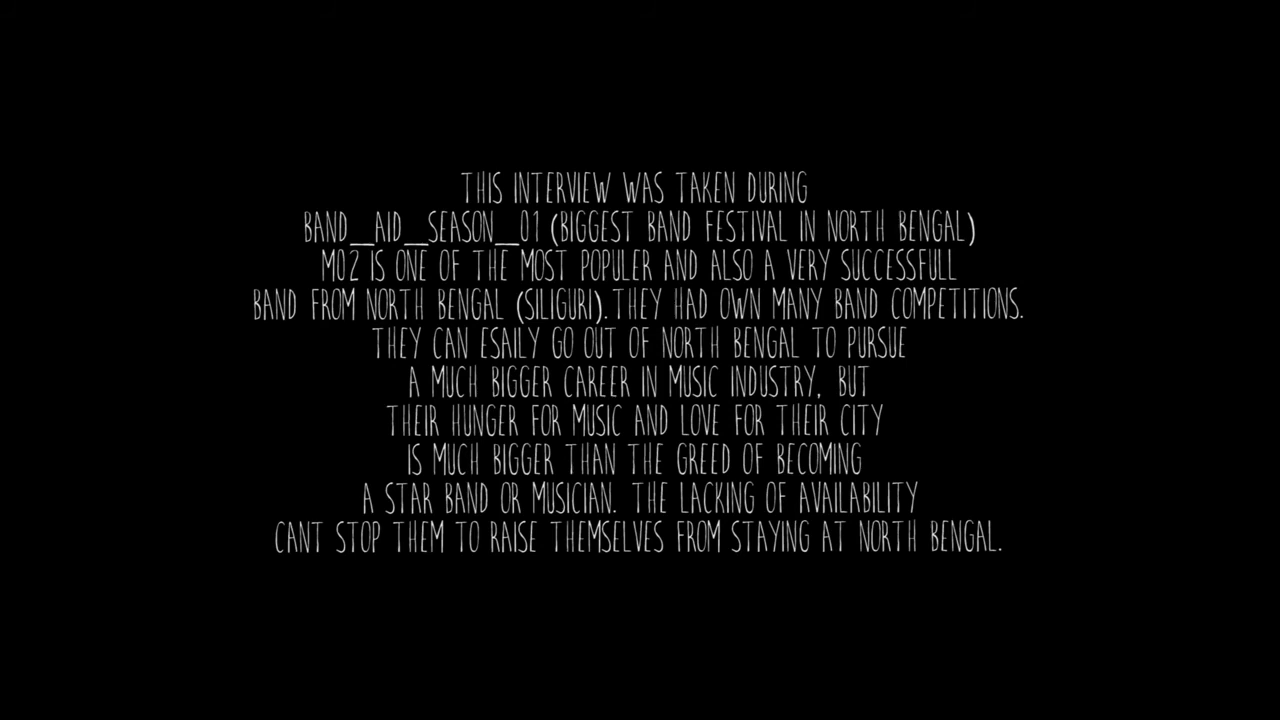 THIS INTERVIEW WAS TAKEN DURING
BAND__AID__SEASON__01 (BIGGEST BAND FESTIVAL IN NORTH BENGAL)
MO2 IS ONE OF THE MOST POPULER AND ALSO A VERY SUCCESSFULL
BAND FROM NORTH BENGAL (SILIGURI). THEY HAD OWN MANY BAND COMPETITIONS.
THEY CAN ESAILY GO OUT OF NORTH BENGAL TO PURSUE
A MUCH BIGGER CAREER IN MUSIC INDUSTRY, BUT
THEIR HUNGER FOR MUSIC AND LOVE FOR THEIR CITY
IS MUCH BIGGER THAN THE GREED OF BECOMING
A STAR BAND OR MUSICIAN. THE LACKING OF AVAILABILITY
CANT STOP THEM TO RAISE THEMSELVES FROM STAYING AT NORTH BENGAL.